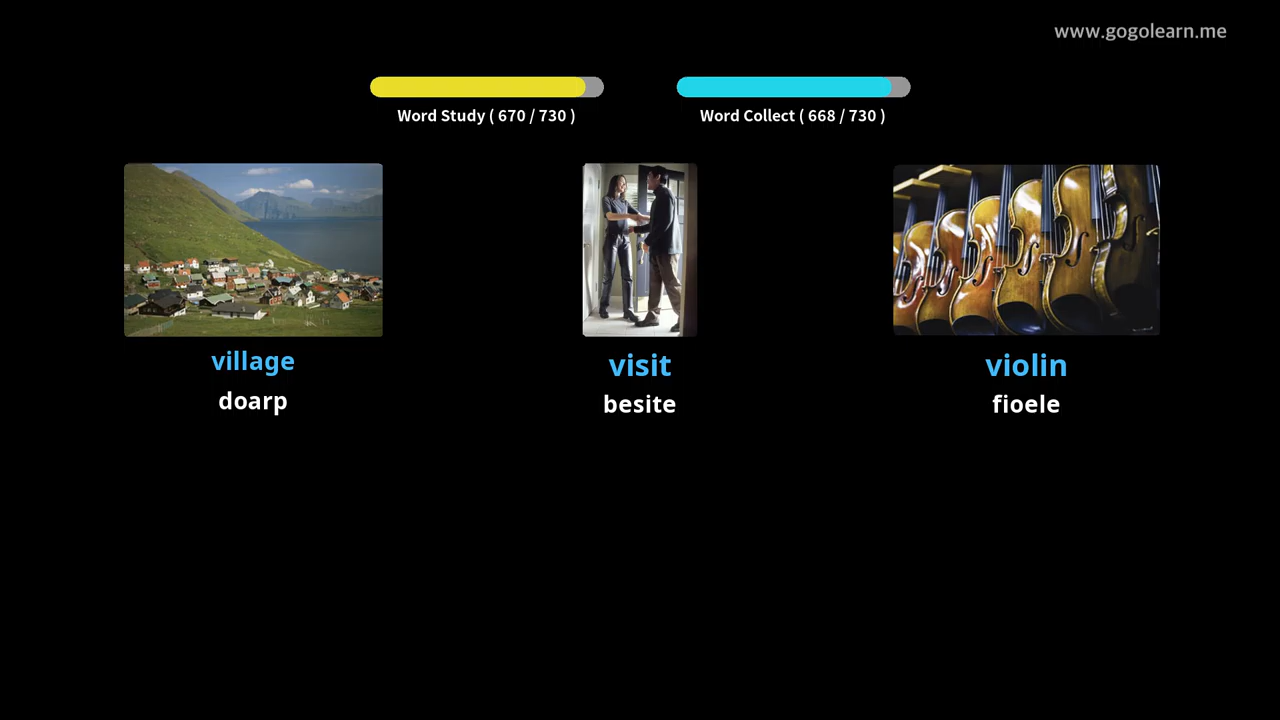 www.gogolearn.me
Word Study ( 670 / 730 )
Word Collect ( 668 / 730 )
village
doarp
visit
besite
violin
fioele